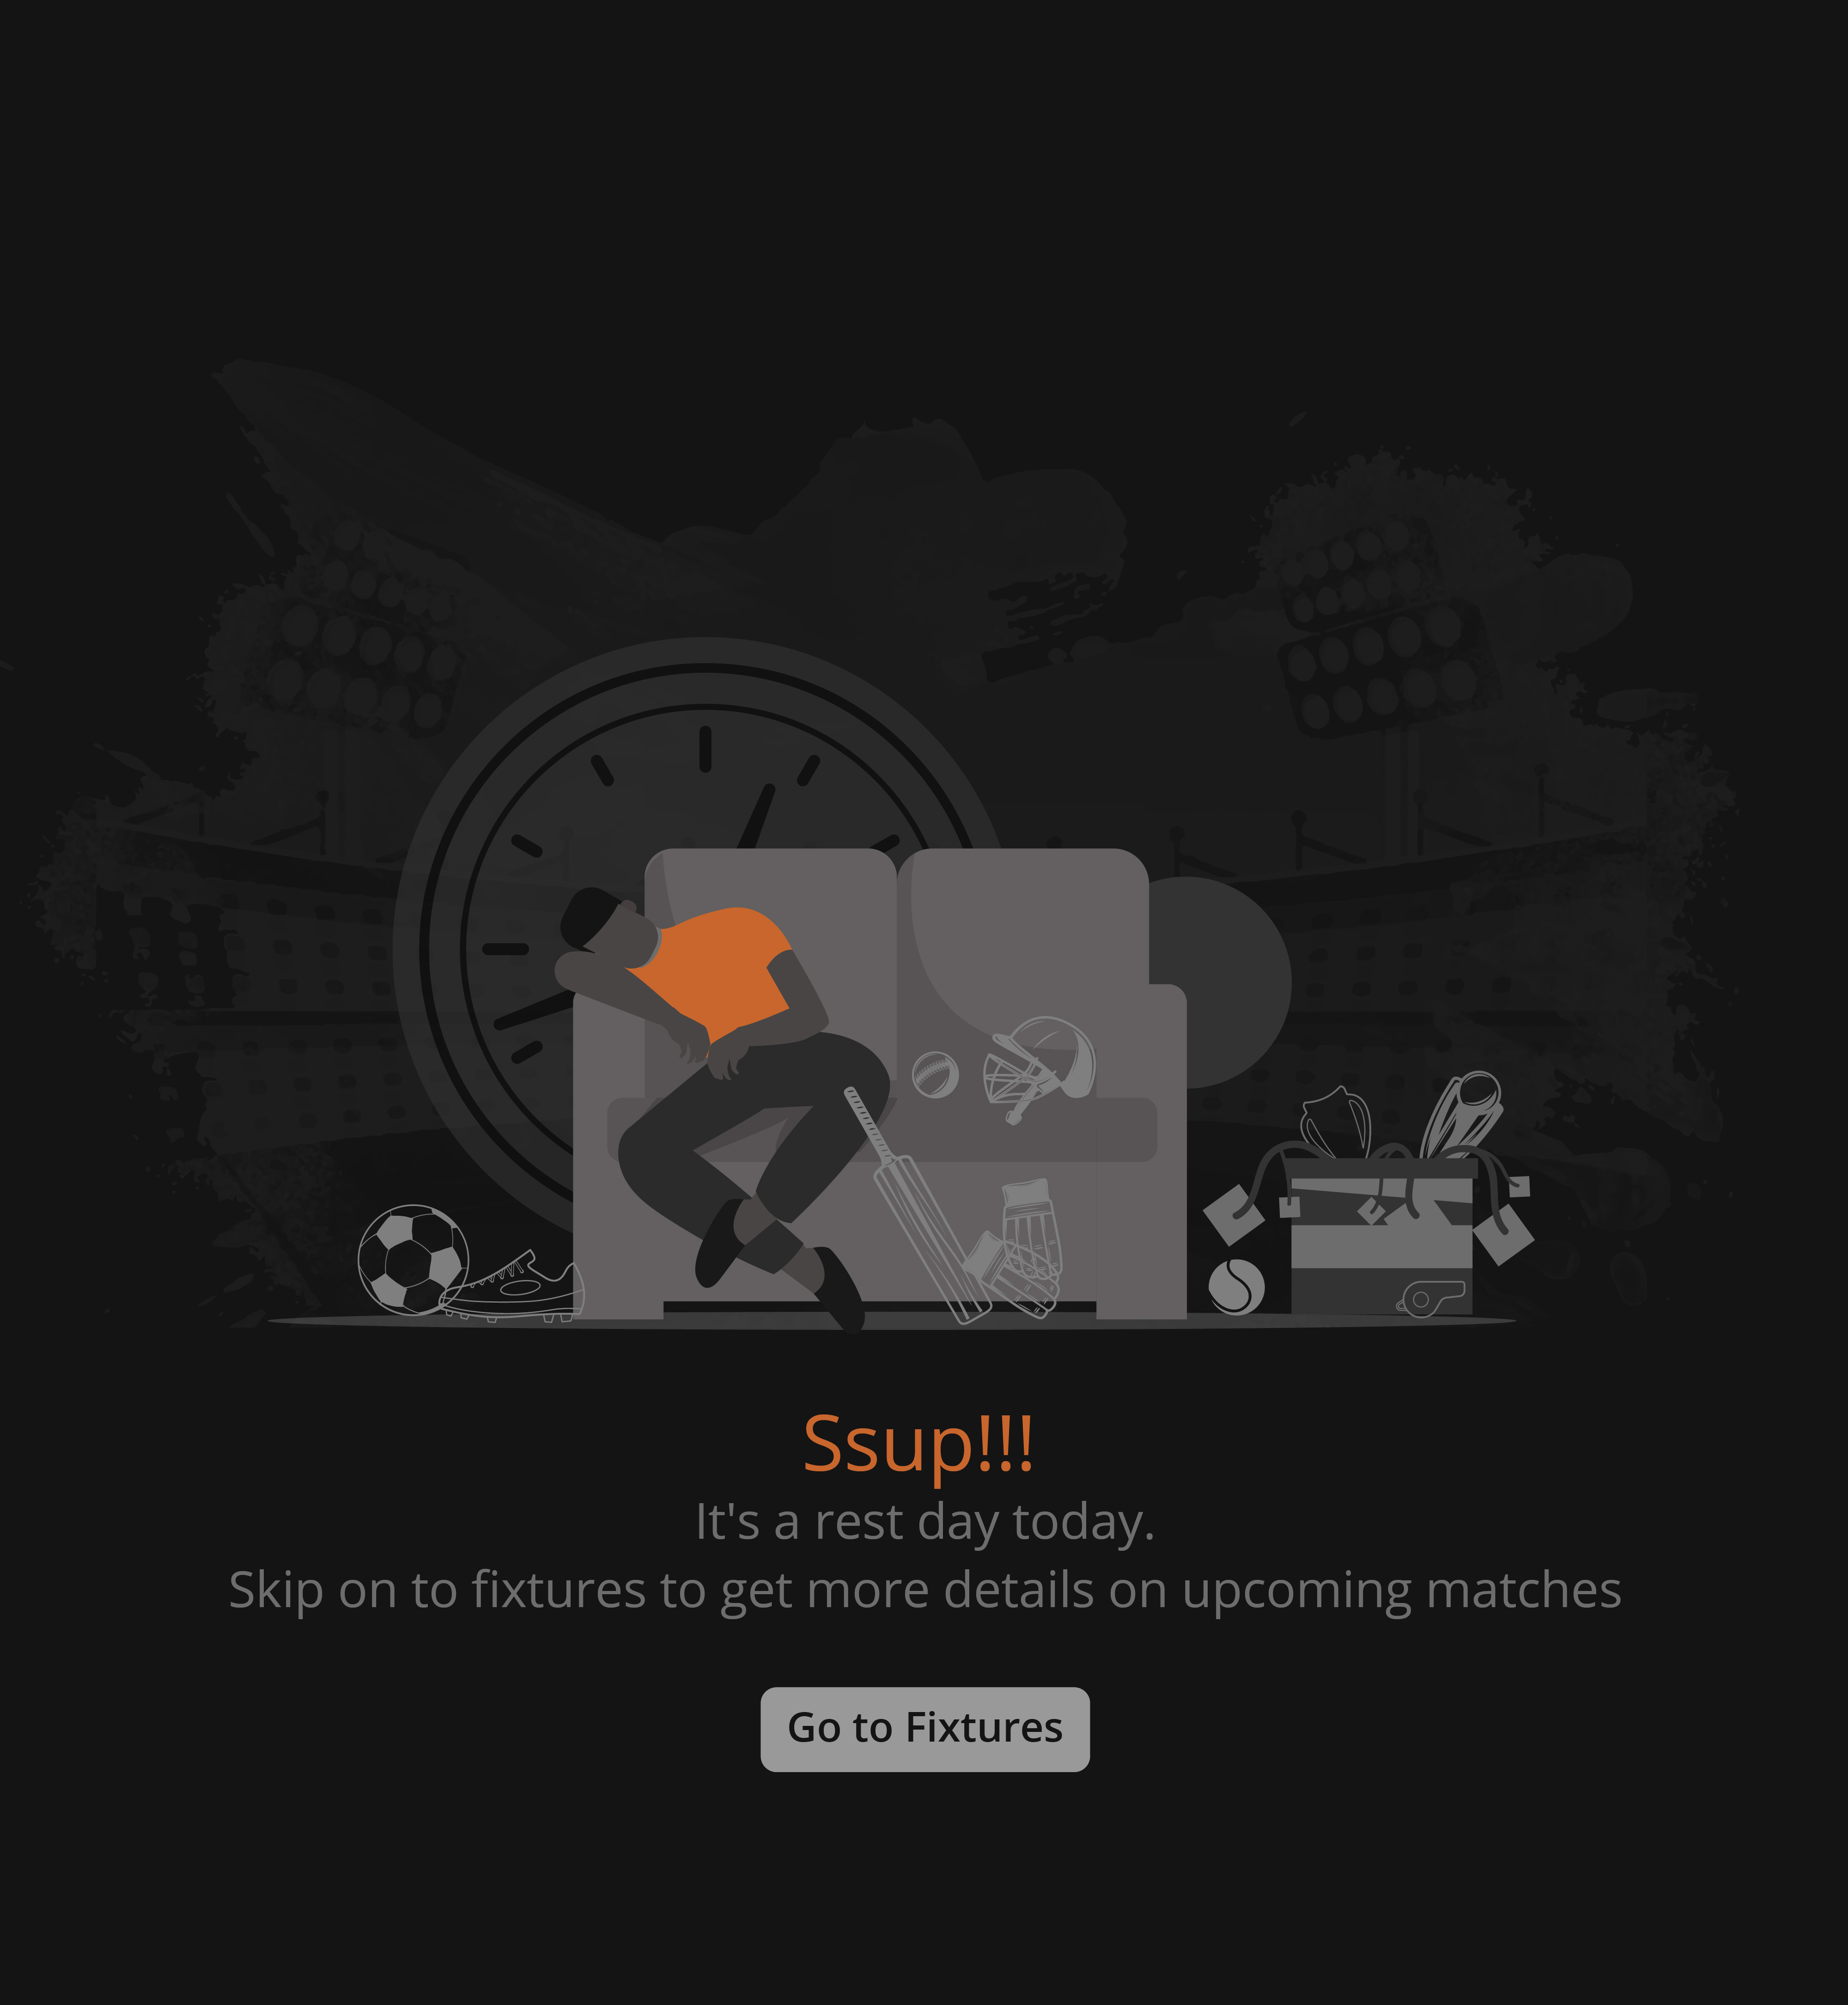 Ssup!!!
It's a rest day today.
Skip on to fixtures to get more details on upcoming matches
Go to Fixtures